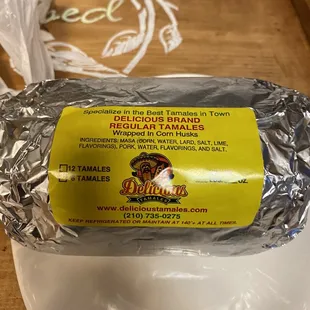 Specialize in the Best Tamales in Town
DELICIOUS BRAND
REGULAR TAMALES
Wrapped in Corn Husks
INGREDIENTS: MASA (CORN, WATER, LARD, SALT, LIME,
FLAVORINGS), PORK, WATER, FLAVORINGS, AND SALT.
12 TAMALES
6 TAMALES
OZ.
Delicious
TAMALES
www.delicioustamales.com
(210) 735-0275
KEEP REFRIGERATED OR MAINTAIN AT 140° AT ALL TIMES.